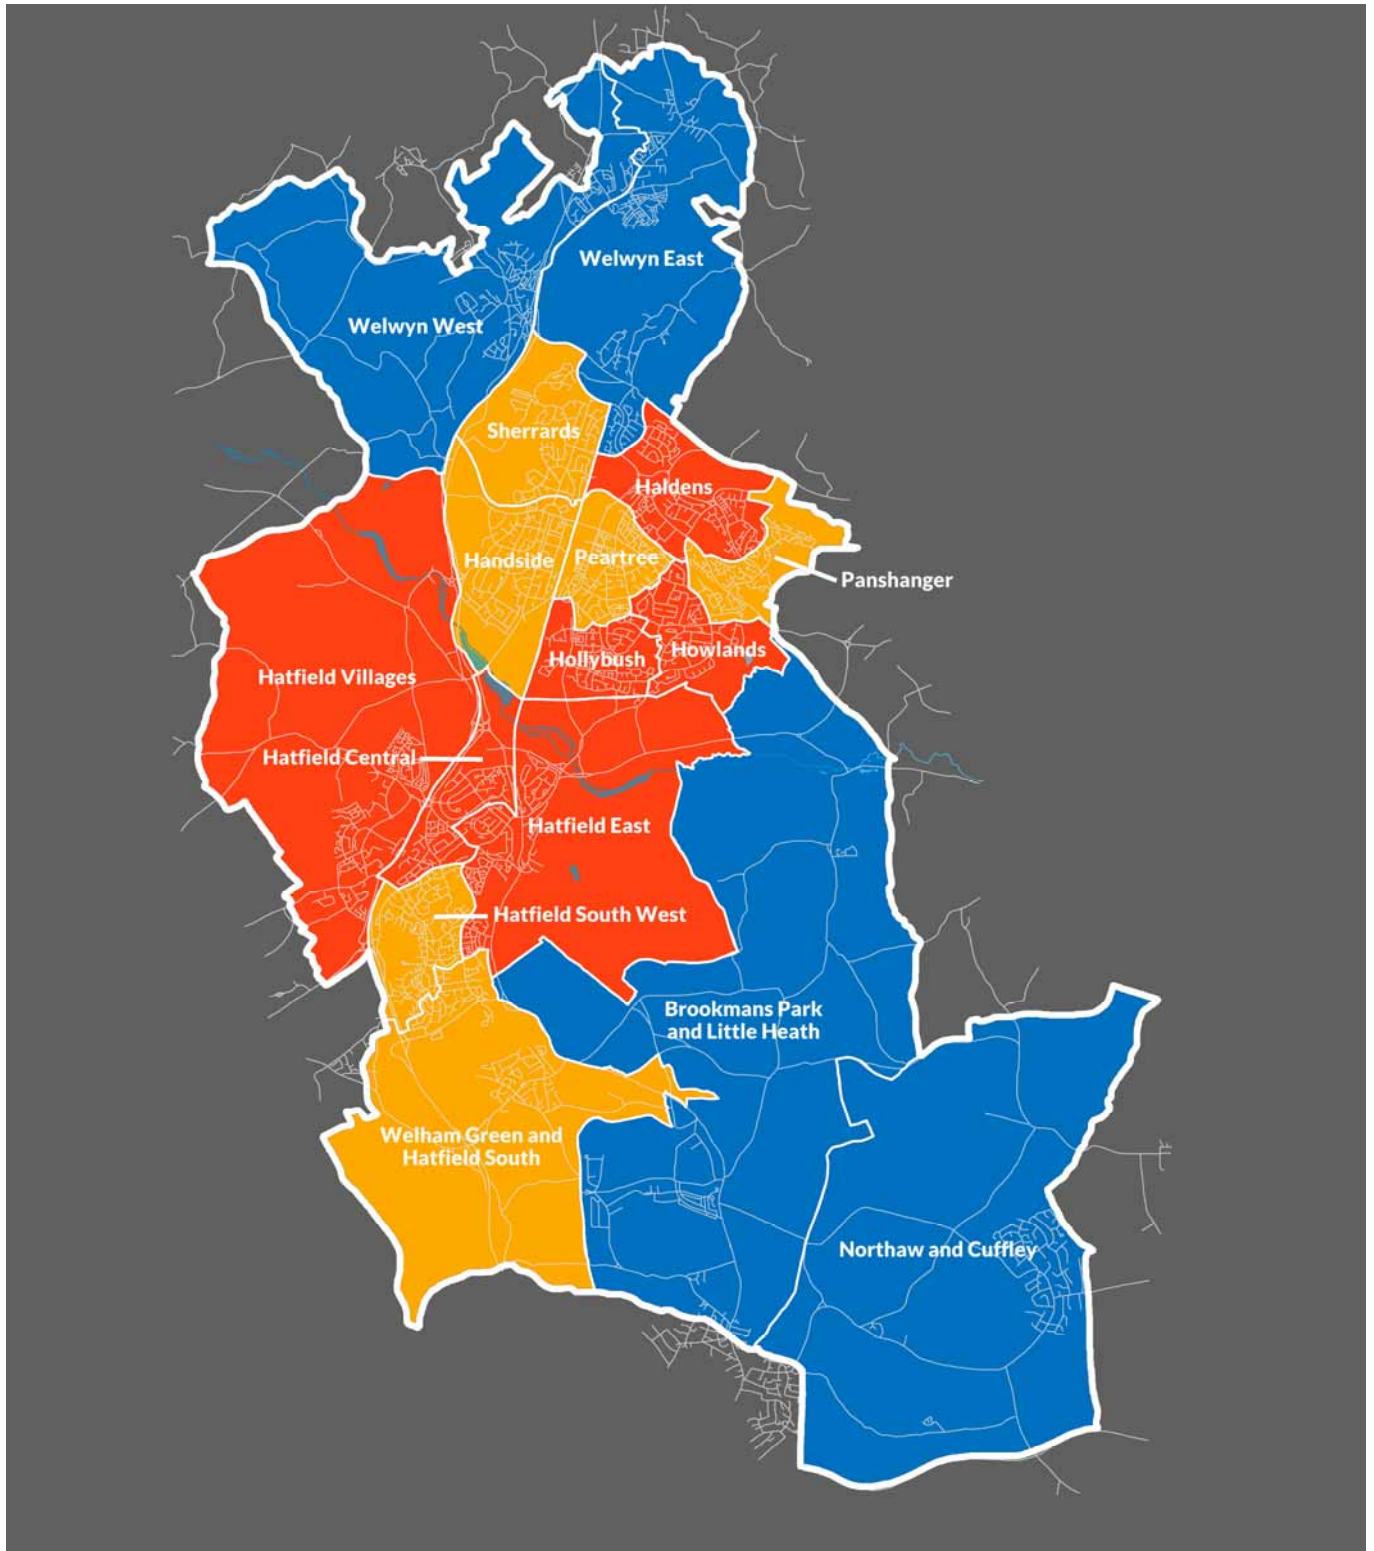 Welwyn East
Welwyn West
Sherrards
Haldens
Handside
Peartree
Panshanger
Hollybush
Howlands
Hatfield Villages
Hatfield Central
Hatfield East
Hatfield South West
Brookmans Park
and Little Heath
Welham Green and
Hatfield South
Northaw and Cuffley